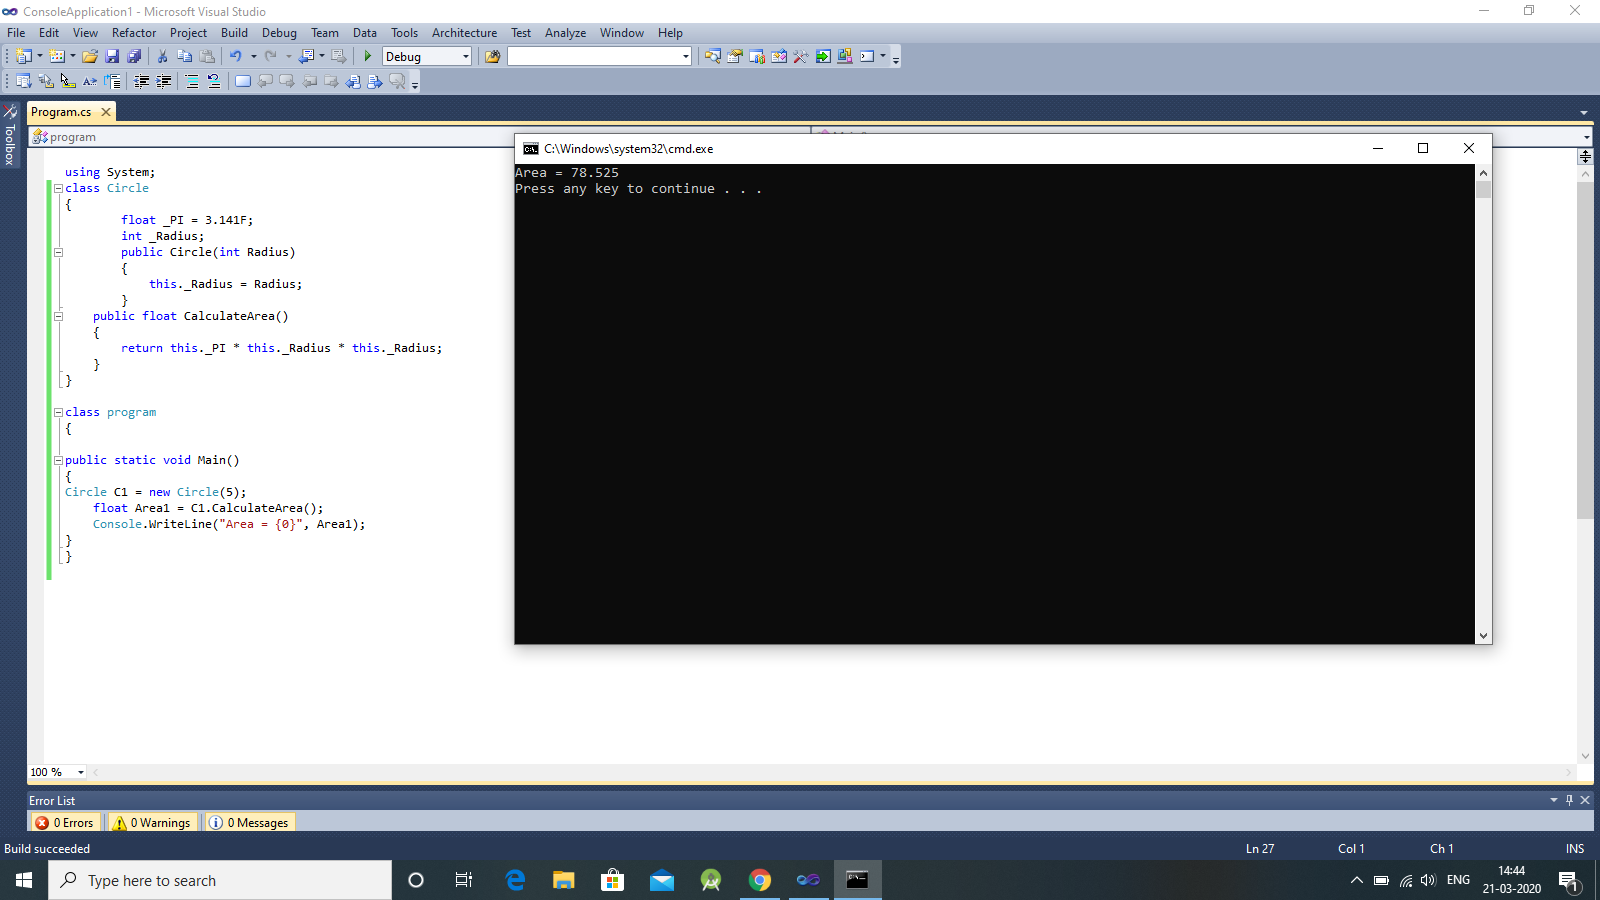 ConsoleApplication1 - Microsoft Visual Studio
File Edit View Refactor Project Build Debug Team Data Tools Architecture Test Analyze Window Help
Debug
Program.cs
Toolbox
program
using System;
class Circle
{
float _PI = 3.141F;
int _Radius;
public Circle(int Radius)
{
this._Radius = Radius;
}
public float CalculateArea()
{
return this._PI * this._Radius * this._Radius;
}
}
class program
{
public static void Main()
{
Circle C1 = new Circle(5);
float Area1 = C1.CalculateArea();
Console.WriteLine("Area = {0}", Area1);
}
}
C:\Windows\system32\cmd.exe
Area = 78.525
Press any key to continue . . .
100 %
Error List
0 Errors 0 Warnings 0 Messages
Build succeeded Ln 27 Col 1 Ch 1 INS
Type here to search
ENG
14:44
21-03-2020
1